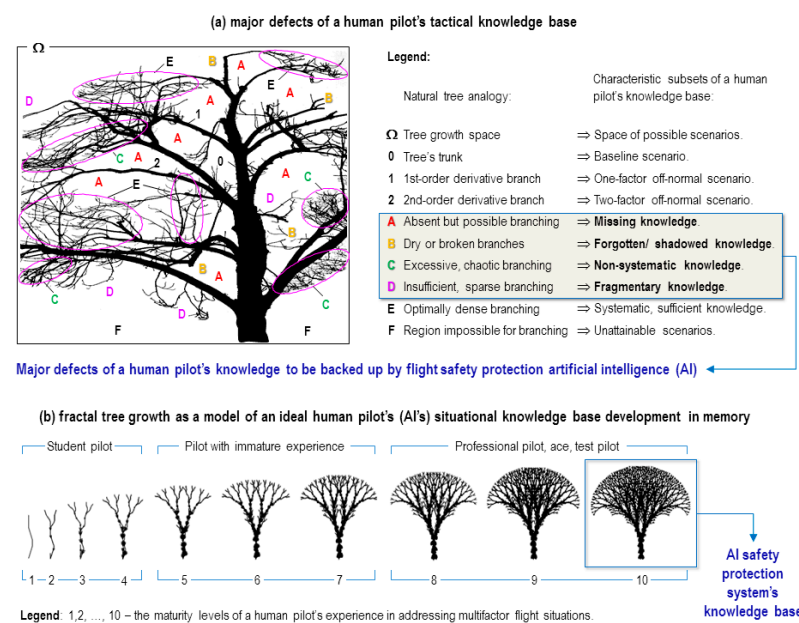 (a) major defects of a human pilot's tactical knowledge base
Ω
E
B
A
E
A
B
D
A
1
A
C
A
2
0
A
E
A
C
D
B
B
A
C
D
D
C
F
F
Legend:
Natural tree analogy:
Characteristic subsets of a human
pilot's knowledge base:
Ω Tree growth space ⇒ Space of possible scenarios.
0 Tree's trunk ⇒ Baseline scenario.
1 1st-order derivative branch ⇒ One-factor off-normal scenario.
2 2nd-order derivative branch ⇒ Two-factor off-normal scenario.
A Absent but possible branching ⇒ Missing knowledge.
B Dry or broken branches ⇒ Forgotten/ shadowed knowledge.
C Excessive, chaotic branching ⇒ Non-systematic knowledge.
D Insufficient, sparse branching ⇒ Fragmentary knowledge.
E Optimally dense branching ⇒ Systematic, sufficient knowledge.
F Region impossible for branching ⇒ Unattainable scenarios.
Major defects of a human pilot's knowledge to be backed up by flight safety protection artificial intelligence (AI)
(b) fractal tree growth as a model of an ideal human pilot's (AI's) situational knowledge base development in memory
Student pilot
Pilot with immature experience
Professional pilot, ace, test pilot
1 2 3 4 5 6 7 8 9 10
AI safety
protection
system's
knowledge base
Legend: 1,2, …, 10 – the maturity levels of a human pilot's experience in addressing multifactor flight situations.